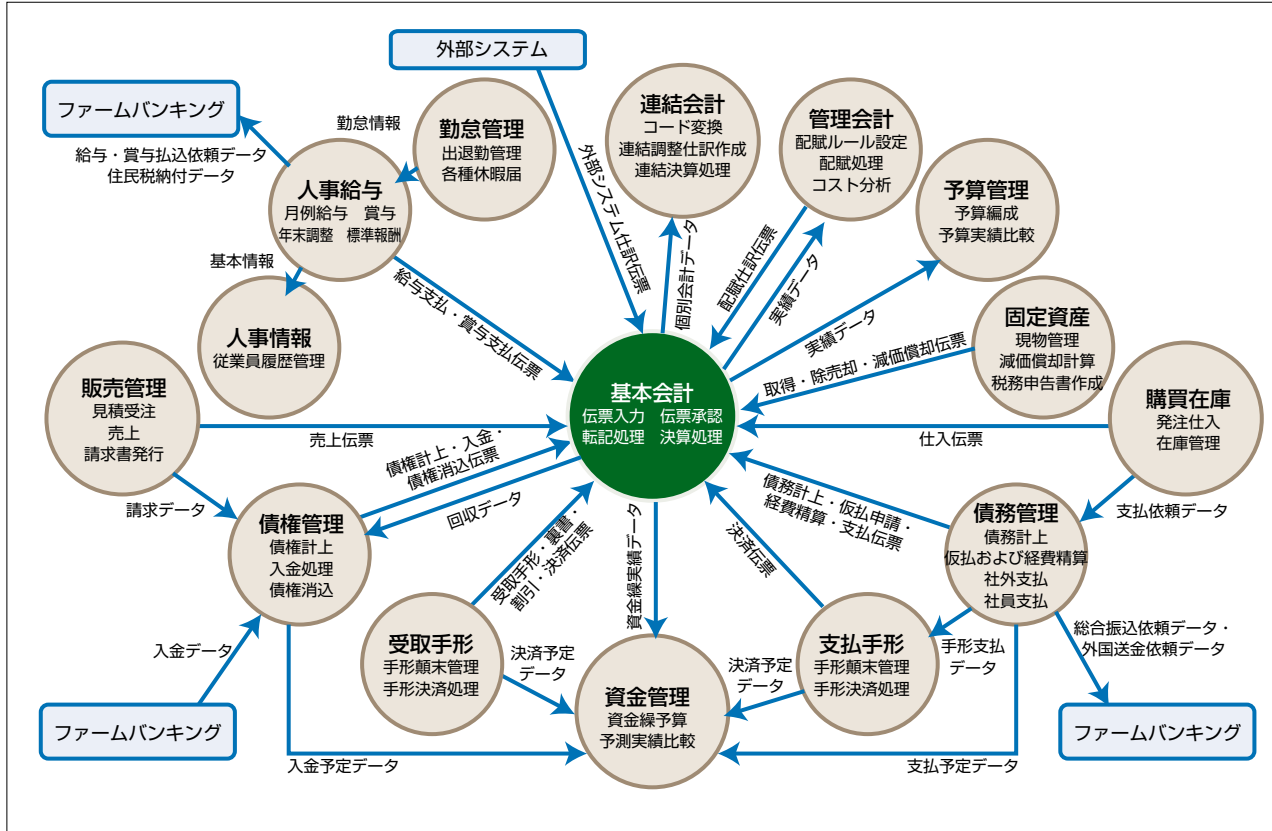 外部システム
ファームバンキング
勤怠情報
給与・賞与払込依頼データ
住民税納付データ
勤怠管理
出退勤管理
各種休暇届
人事給与
月例給与　賞与
年末調整　標準報酬
基本情報
人事情報
従業員履歴管理
給与支払・賞与支払伝票
外部システム仕訳伝票
連結会計
コード変換
連結調整仕訳作成
連結決算処理
個別会計データ
管理会計
配賦ルール設定
配賦処理
コスト分析
配賦仕訳伝票
実績データ
予算管理
予算編成
予算実績比較
実績データ
固定資産
現物管理
減価償却計算
税務申告書作成
取得・除売却・減価償却伝票
販売管理
見積受注
売上
請求書発行
売上伝票
基本会計
伝票入力　伝票承認
転記処理　決算処理
購買在庫
発注仕入
在庫管理
仕入伝票
請求データ
債権計上・入金・
債権消込伝票
回収データ
債権管理
債権計上
入金処理
債権消込
債務計上・仮払申請・
経費精算・支払伝票
支払依頼データ
債務管理
債務計上
仮払および経費精算
社外支払
社員支払
受取手形・裏書・
割引・決済伝票
資金繰実績データ
決済伝票
入金データ
受取手形
手形顛末管理
手形決済処理
決済予定
データ
資金管理
資金繰予算
予測実績比較
決済予定
データ
支払手形
手形顛末管理
手形決済処理
手形支払
データ
総合振込依頼データ・
外国送金依頼データ
ファームバンキング
ファームバンキング
入金予定データ
支払予定データ